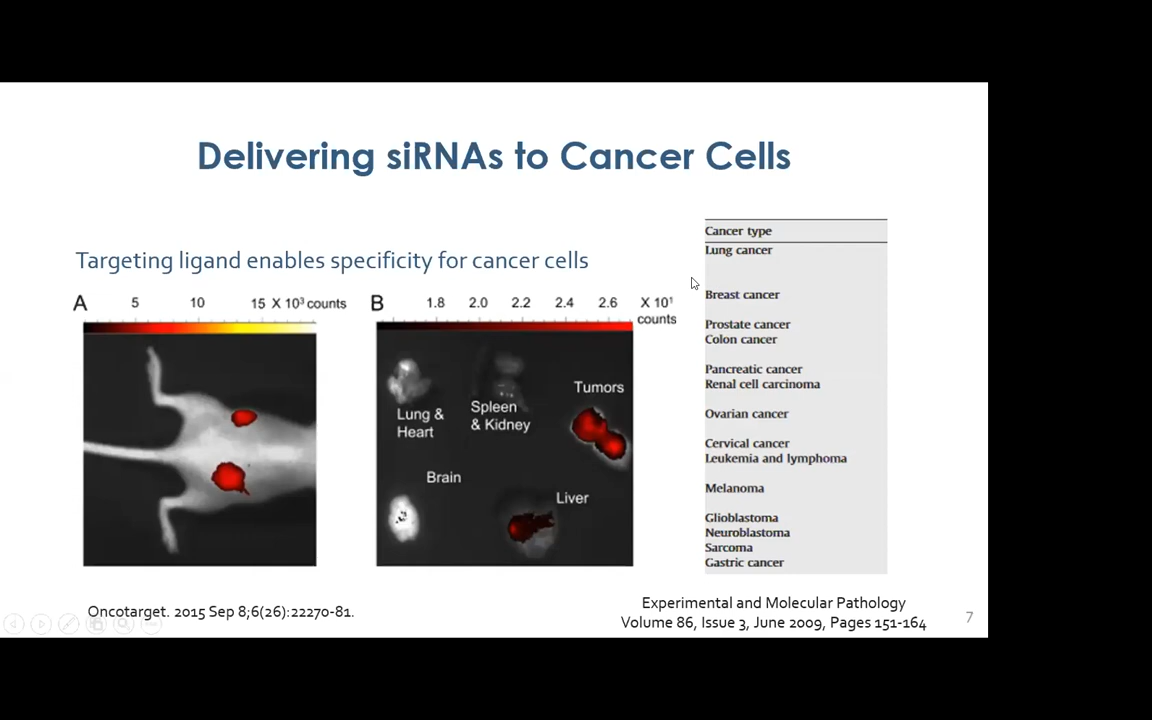 Delivering siRNAs to Cancer Cells
Targeting ligand enables specificity for cancer cells
A
5
10
15 X 10³ counts
B
1.8
2.0
2.2
2.4
2.6
X 10¹
counts
Lung &
Heart
Spleen
& Kidney
Tumors
Brain
Liver
Cancer type
Lung cancer
Breast cancer
Prostate cancer
Colon cancer
Pancreatic cancer
Renal cell carcinoma
Ovarian cancer
Cervical cancer
Leukemia and lymphoma
Melanoma
Glioblastoma
Neuroblastoma
Sarcoma
Gastric cancer
Oncotarget. 2015 Sep 8;6(26):22270-81.
Experimental and Molecular Pathology
Volume 86, Issue 3, June 2009, Pages 151-164
7